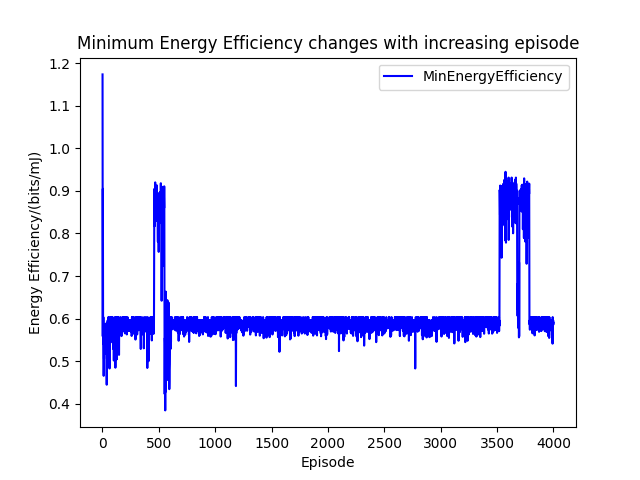 Minimum Energy Efficiency changes with increasing episode
MinEnergyEfficiency
Energy Efficiency/(bits/mJ)
1.2
1.1
1.0
0.9
0.8
0.7
0.6
0.5
0.4
0 500 1000 1500 2000 2500 3000 3500 4000
Episode